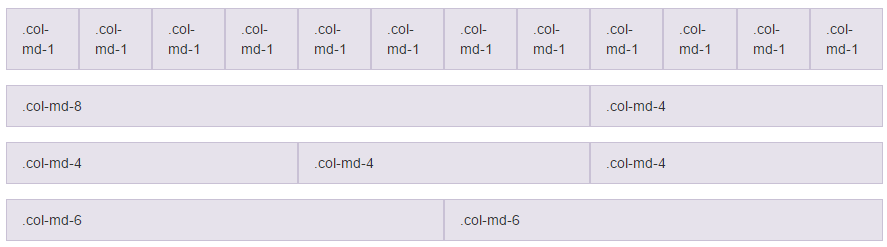 .col- .col- .col- .col- .col- .col- .col- .col- .col- .col- .col- .col-
md-1 md-1 md-1 md-1 md-1 md-1 md-1 md-1 md-1 md-1 md-1 md-1
.col-md-8 .col-md-4
.col-md-4 .col-md-4 .col-md-4
.col-md-6 .col-md-6